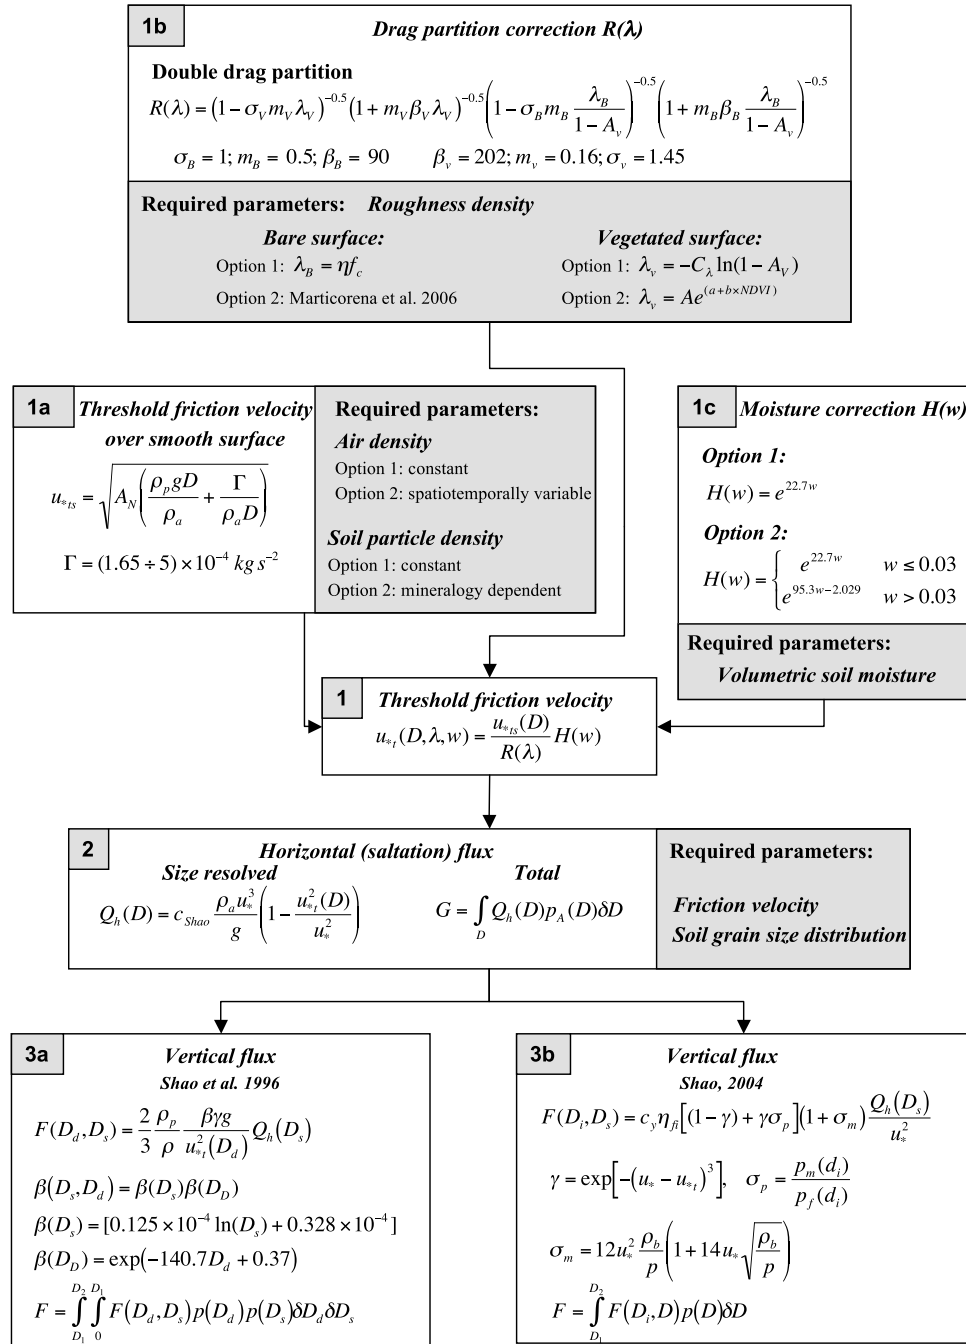 1b
Drag partition correction R(λ)
Double drag partition
R(λ) = (1 − σ_V m_V λ_V)^{−0.5} (1 + m_V β_V λ_V)^{−0.5} (1 − σ_B m_B λ_B / (1 − A_v))^{−0.5} (1 + m_B β_B λ_B / (1 − A_v))^{−0.5}
σ_B = 1; m_B = 0.5; β_B = 90   β_v = 202; m_v = 0.16; σ_v = 1.45
Required parameters: Roughness density
Bare surface:
Option 1: λ_B = ηf_c
Option 2: Marticorena et al. 2006
Vegetated surface:
Option 1: λ_v = −C_λ ln(1 − A_V)
Option 2: λ_v = Ae^{(a+b×NDVI)}
1a
Threshold friction velocity
over smooth surface
u_{*ts} = √(A_N (ρ_p gD / ρ_a + Γ / ρ_a D))
Γ = (1.65 ÷ 5) × 10^{−4} kg s^{−2}
Required parameters:
Air density
Option 1: constant
Option 2: spatiotemporally variable
Soil particle density
Option 1: constant
Option 2: mineralogy dependent
1c
Moisture correction H(w)
Option 1:
H(w) = e^{22.7w}
Option 2:
H(w) = { e^{22.7w}   w ≤ 0.03
e^{95.3w−2.029}   w > 0.03
Required parameters:
Volumetric soil moisture
1
Threshold friction velocity
u_{*t}(D,λ,w) = u_{*ts}(D) / R(λ) H(w)
2
Horizontal (saltation) flux
Size resolved
Q_h(D) = c_{Shao} ρ_a u_*^3 / g (1 − u_{*t}^2(D) / u_*^2)
Total
G = ∫_D Q_h(D)p_A(D)δD
Required parameters:
Friction velocity
Soil grain size distribution
3a
Vertical flux
Shao et al. 1996
F(D_d,D_s) = 2/3 ρ_p/ρ βγg / u_{*t}^2(D_d) Q_h(D_s)
β(D_s,D_d) = β(D_s)β(D_D)
β(D_s) = [0.125 × 10^{−4} ln(D_s) + 0.328 × 10^{−4}]
β(D_D) = exp(−140.7D_d + 0.37)
F = ∫_{D_1}^{D_2} ∫_0^{D_1} F(D_d,D_s)p(D_d)p(D_s)δD_d δD_s
3b
Vertical flux
Shao, 2004
F(D_i,D_s) = c_y η_{fi}[(1 − γ) + γσ_p](1 + σ_m) Q_h(D_s) / u_*^2
γ = exp[−(u_* − u_{*t})^3],   σ_p = p_m(d_i) / p_f(d_i)
σ_m = 12u_*^2 ρ_b/p (1 + 14u_* √(ρ_b/p))
F = ∫_{D_1}^{D_2} F(D_i,D)p(D)δD